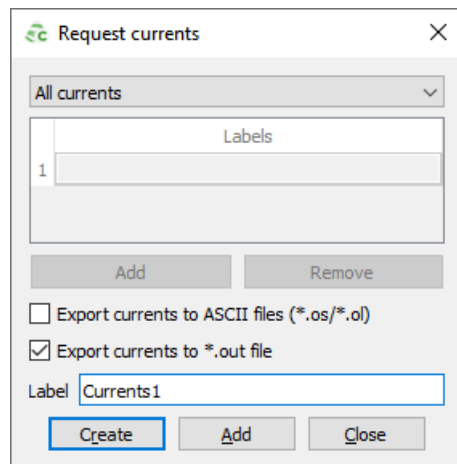 Request currents
All currents
Labels
1
Add Remove
Export currents to ASCII files (*.os/*.ol)
Export currents to *.out file
Label Currents1
Create Add Close